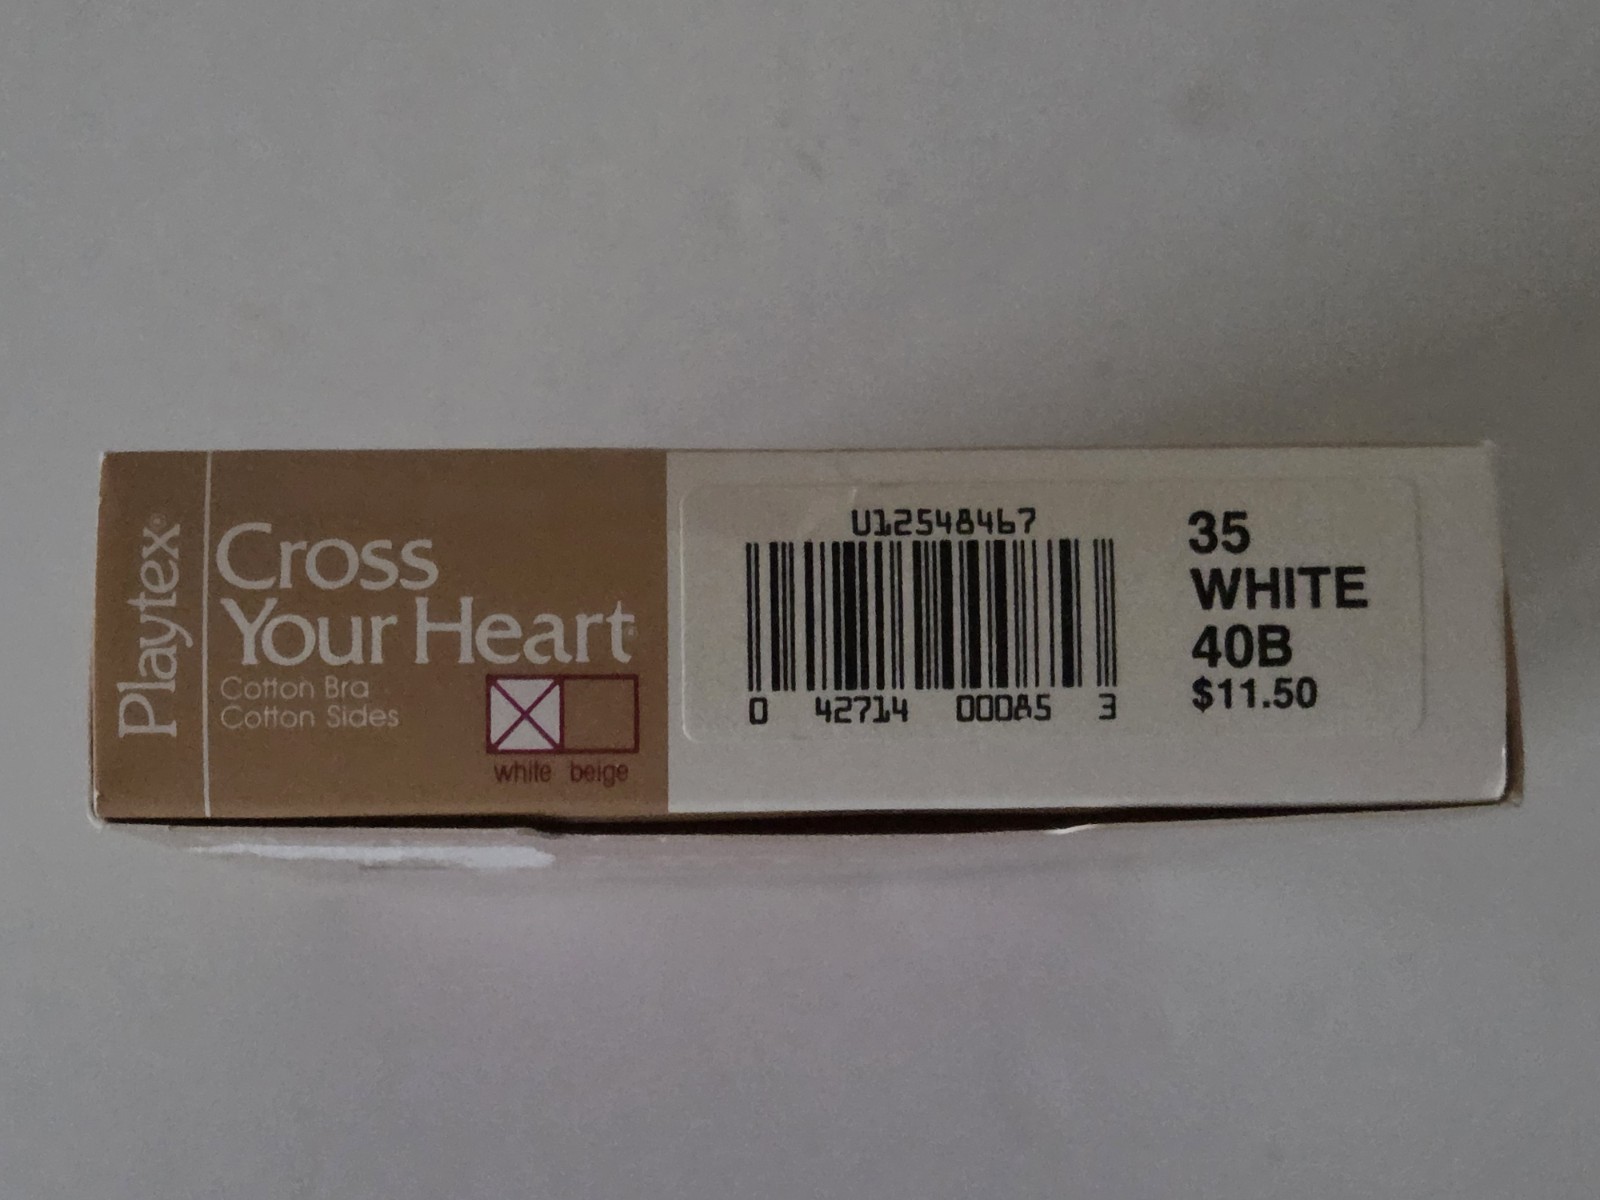 Playtex®
Cross
Your Heart®
Cotton Bra
Cotton Sides
white beige
U12548467
0 42714 00085 3
35
WHITE
40B
$11.50